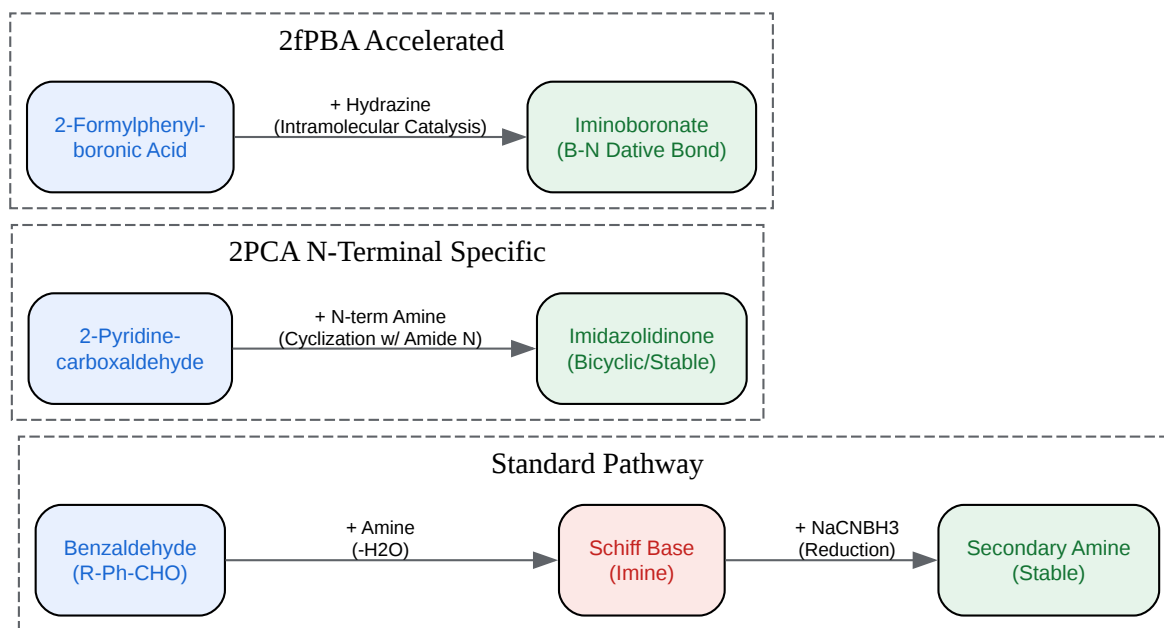 2fPBA Accelerated
2-Formylphenyl-
boronic Acid
+ Hydrazine
(Intramolecular Catalysis)
Iminoboronate
(B-N Dative Bond)
2PCA N-Terminal Specific
2-Pyridine-
carboxaldehyde
+ N-term Amine
(Cyclization w/ Amide N)
Imidazolidinone
(Bicyclic/Stable)
Standard Pathway
Benzaldehyde
(R-Ph-CHO)
+ Amine
(-H2O)
Schiff Base
(Imine)
+ NaCNBH3
(Reduction)
Secondary Amine
(Stable)